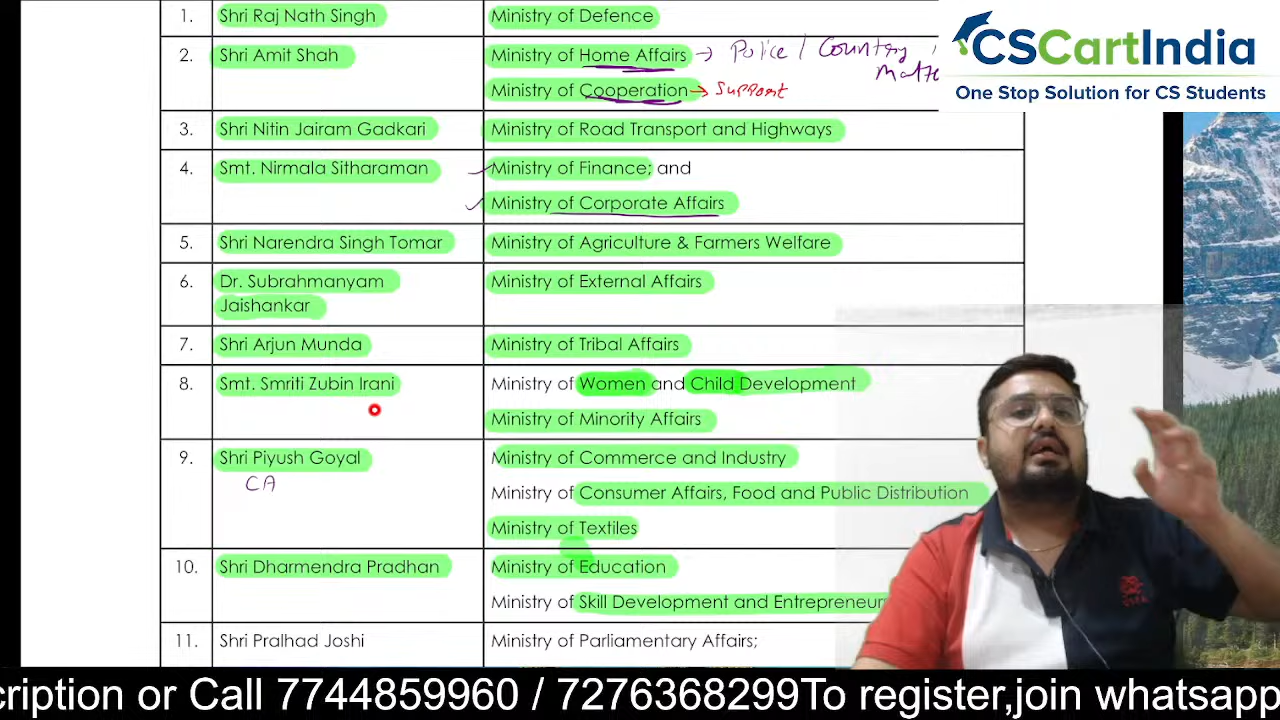 1. Shri Raj Nath Singh Ministry of Defence
2. Shri Amit Shah Ministry of Home Affairs → Police / Country
Matte
Ministry of Cooperation → Support
3. Shri Nitin Jairam Gadkari Ministry of Road Transport and Highways
4. Smt. Nirmala Sitharaman Ministry of Finance; and
Ministry of Corporate Affairs
5. Shri Narendra Singh Tomar Ministry of Agriculture & Farmers Welfare
6. Dr. Subrahmanyam Ministry of External Affairs
Jaishankar
7. Shri Arjun Munda Ministry of Tribal Affairs
8. Smt. Smriti Zubin Irani Ministry of Women and Child Development
Ministry of Minority Affairs
9. Shri Piyush Goyal Ministry of Commerce and Industry
CA Ministry of Consumer Affairs, Food and Public Distribution
Ministry of Textiles
10. Shri Dharmendra Pradhan Ministry of Education
Ministry of Skill Development and Entrepreneur
11. Shri Pralhad Joshi Ministry of Parliamentary Affairs;
CSCartIndia
One Stop Solution for CS Students
cription or Call 7744859960 / 7276368299To register,join whatsapp